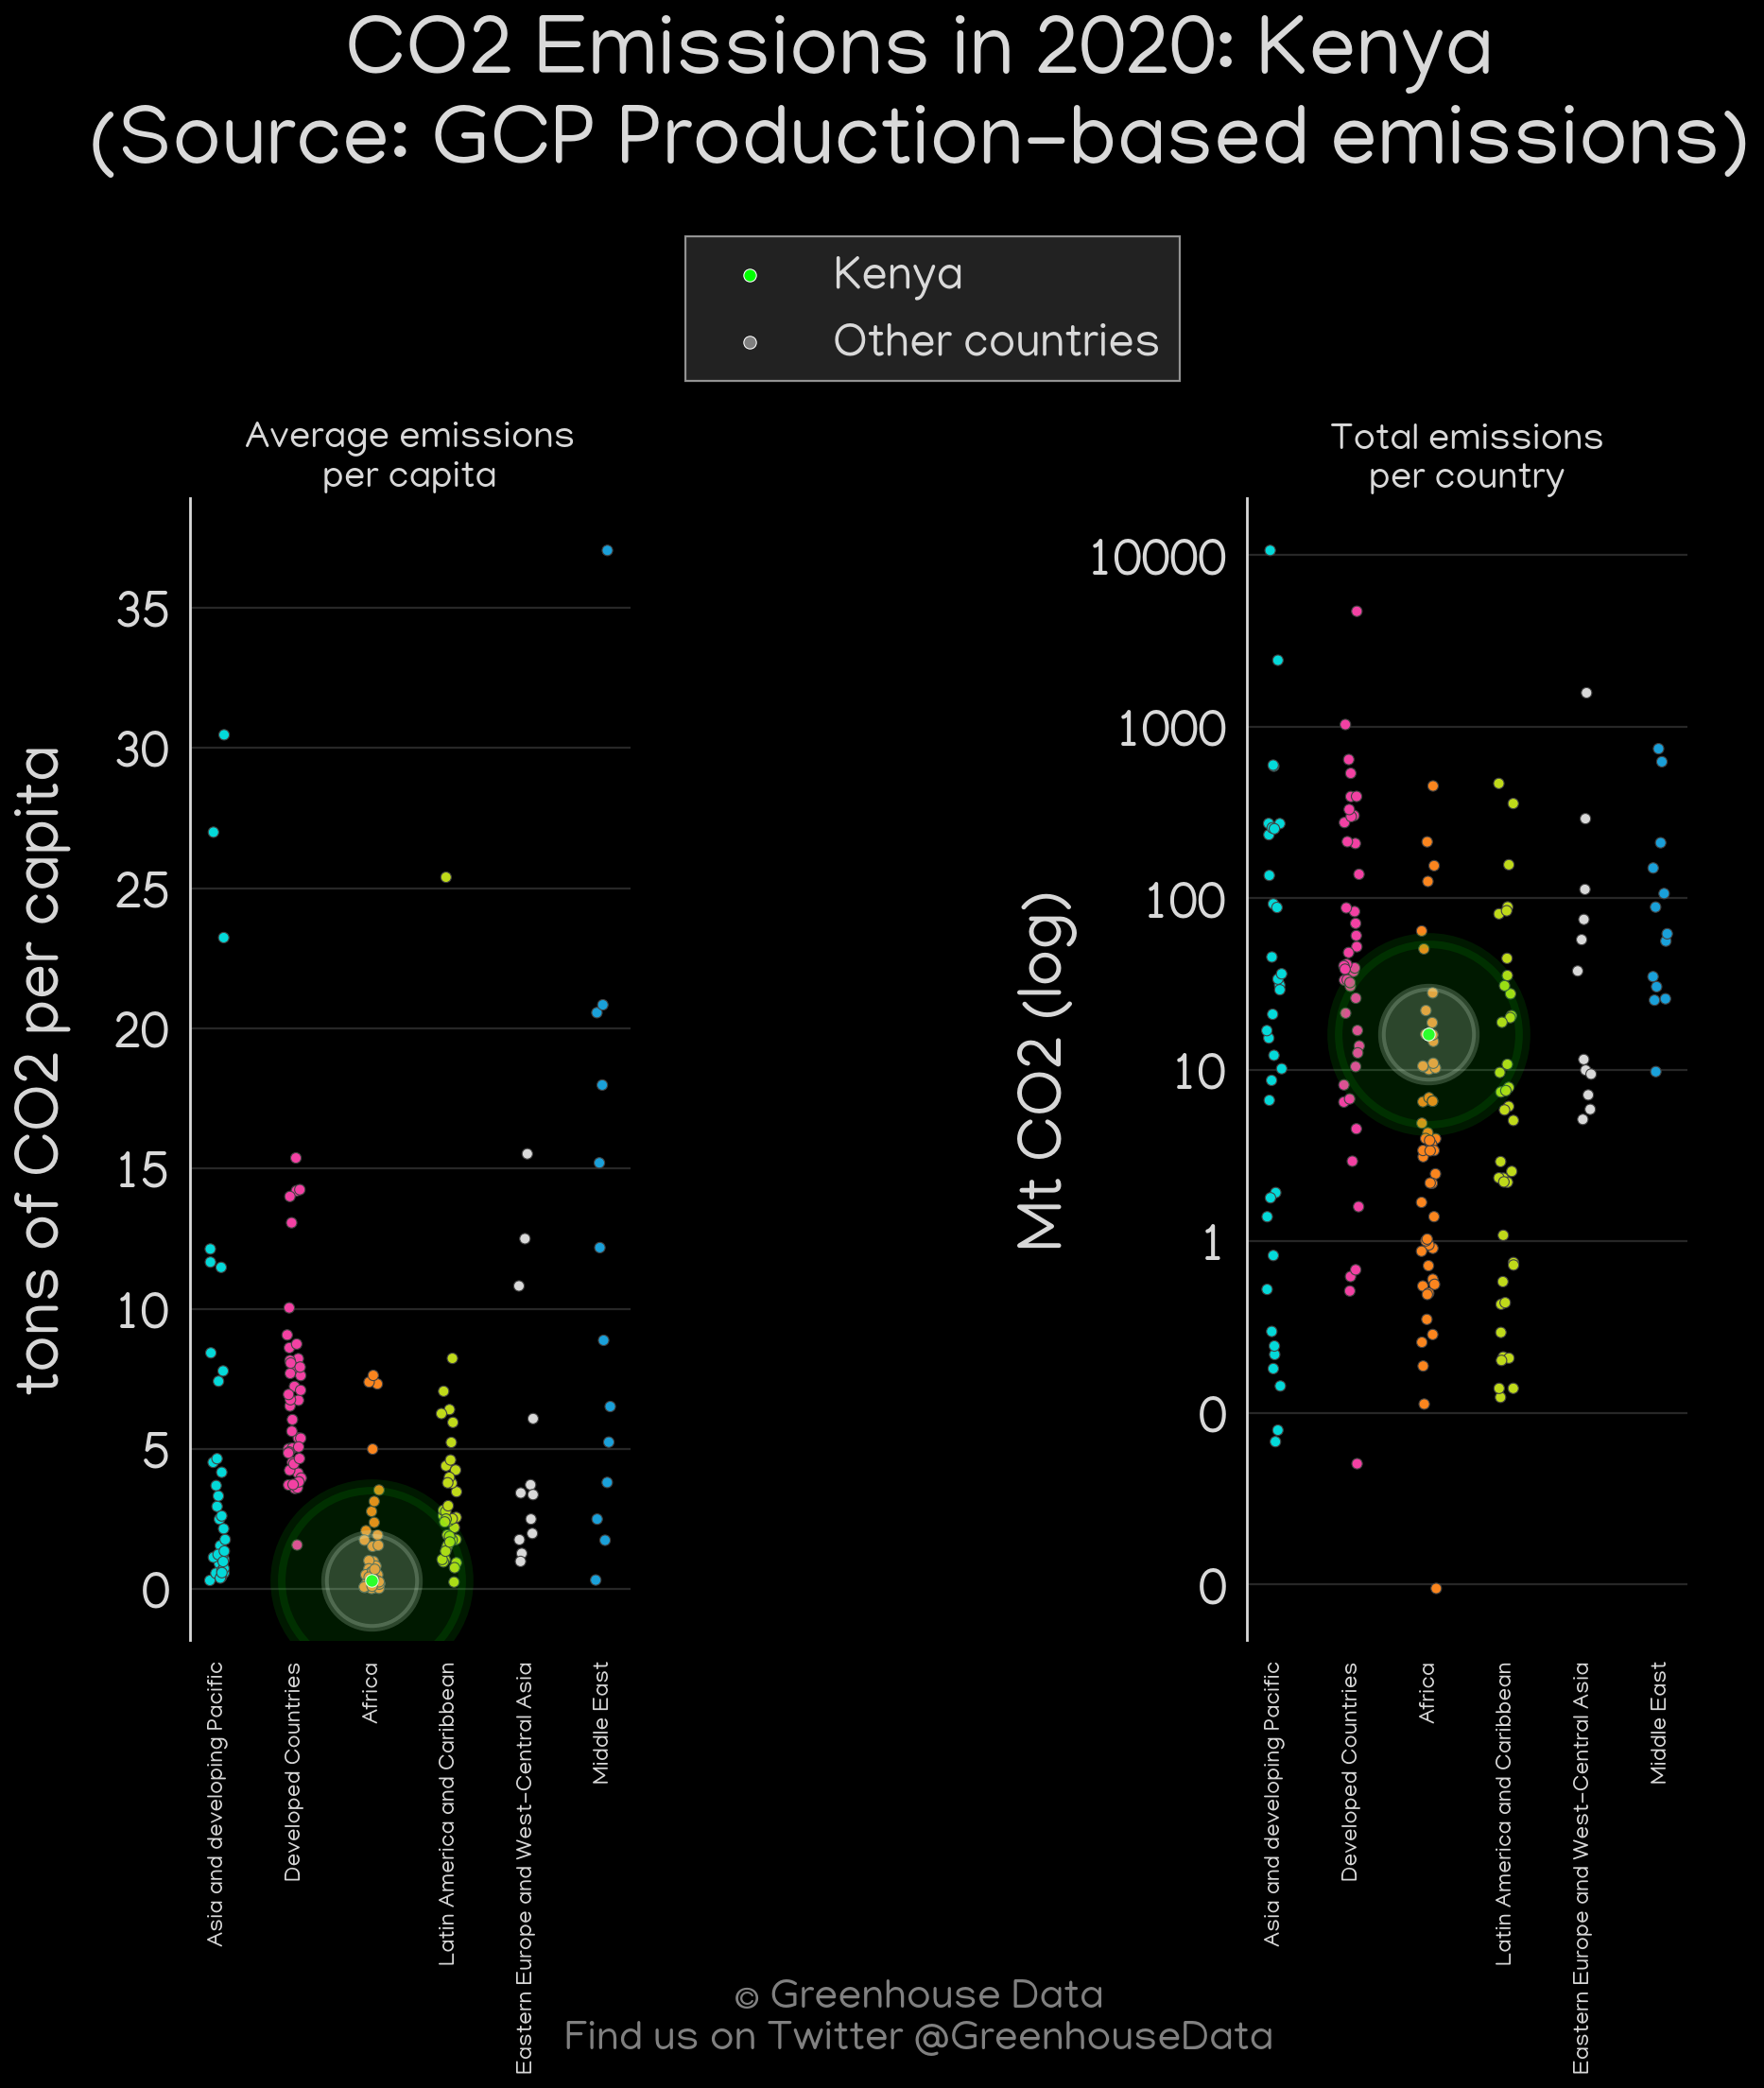 CO2 Emissions in 2020: Kenya
(Source: GCP Production-based emissions)
Kenya
Other countries
Average emissions
per capita
tons of CO2 per capita
35
30
25
20
15
10
5
0
Asia and developing Pacific
Developed Countries
Africa
Latin America and Caribbean
Eastern Europe and West-Central Asia
Middle East
Total emissions
per country
Mt CO2 (log)
10000
1000
100
10
1
0
0
Asia and developing Pacific
Developed Countries
Africa
Latin America and Caribbean
Eastern Europe and West-Central Asia
Middle East
© Greenhouse Data
Find us on Twitter @GreenhouseData